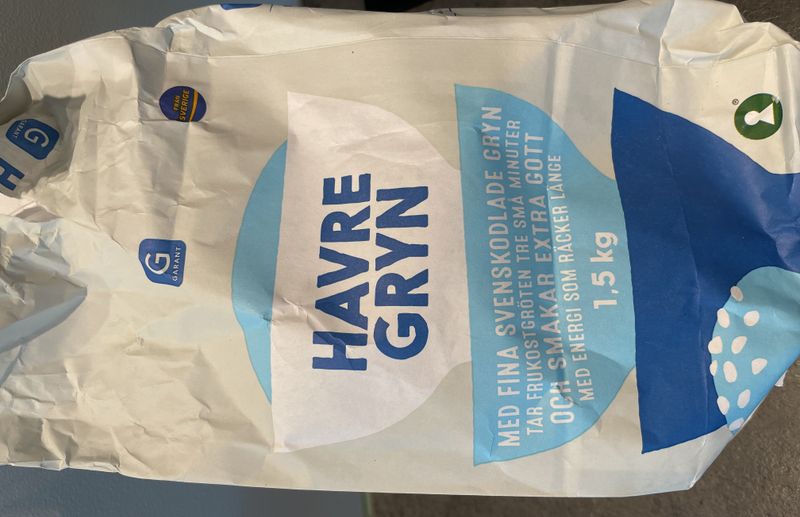 FRÅN
SVERIGE
G
GARANT
G
GARANT
H
HAVRE
GRYN
MED FINA SVENSKODLADE GRYN
TAR FRUKOSTGRÖTEN TRE SMÅ MINUTER
OCH SMAKAR EXTRA GOTT
MED ENERGI SOM RÄCKER LÄNGE
1,5 kg
®